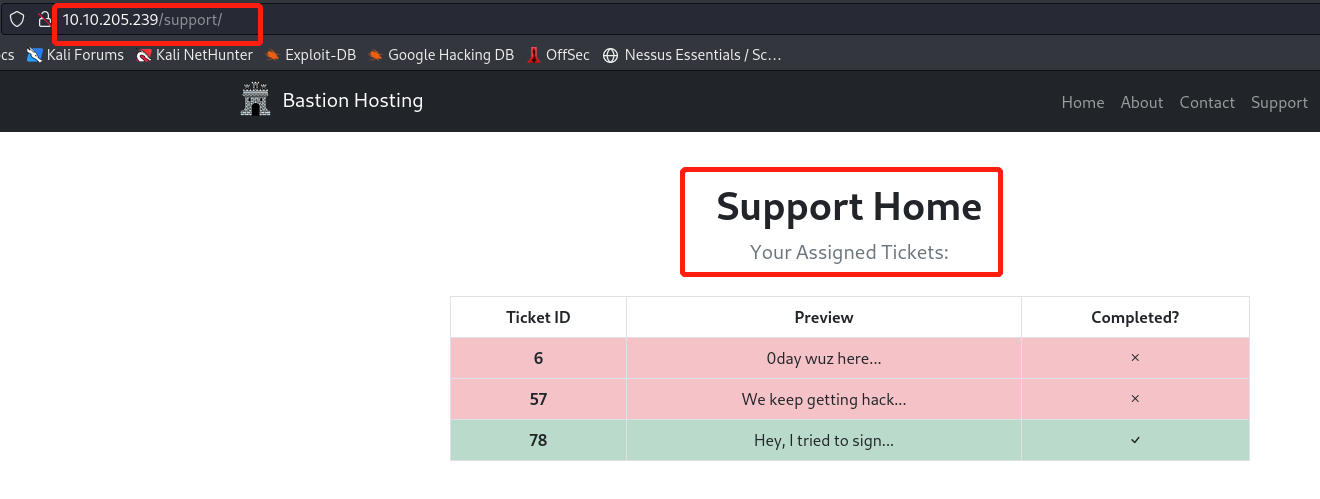 10.10.205.239/support/
cs Kali Forums Kali NetHunter Exploit-DB Google Hacking DB OffSec Nessus Essentials / Sc...
Bastion Hosting Home About Contact Support
Support Home
Your Assigned Tickets:
Ticket ID Preview Completed?
6 0day wuz here... ×
57 We keep getting hack... ×
78 Hey, I tried to sign... ✓